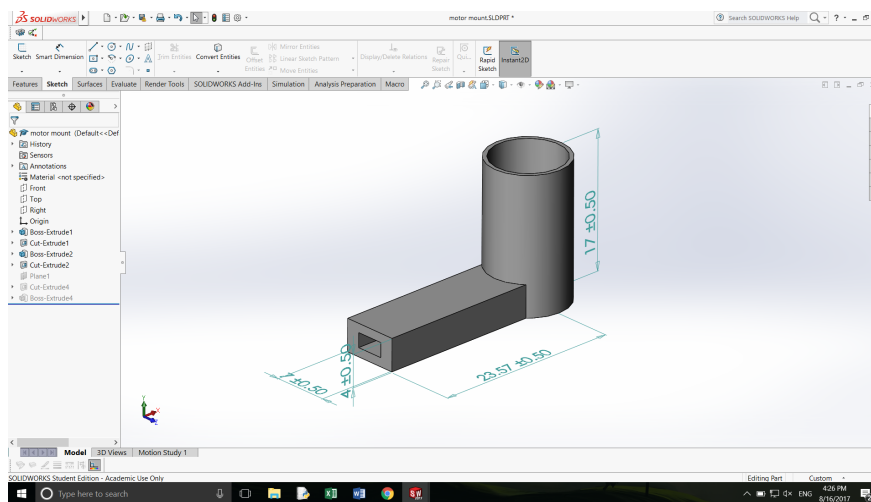 SOLIDWORKS
motor mount.SLDPRT *
Search SOLIDWORKS Help
Sketch
Smart Dimension
Trim Entities
Convert Entities
Offset Entities
Mirror Entities
Linear Sketch Pattern
Move Entities
Display/Delete Relations
Repair Sketch
Qui...
Rapid Sketch
Instant2D
Features Sketch Surfaces Evaluate Render Tools SOLIDWORKS Add-Ins Simulation Analysis Preparation Macro
motor mount (Default<<Def
History
Sensors
Annotations
Material <not specified>
Front
Top
Right
Origin
Boss-Extrude1
Cut-Extrude1
Boss-Extrude2
Cut-Extrude2
Plane1
Cut-Extrude4
Boss-Extrude4
17 ±0.50
23.57 ±0.50
4 ±0.50
7 ±0.50
Y
X
Z
Model 3D Views Motion Study 1
SOLIDWORKS Student Edition - Academic Use Only
Editing Part
Custom
Type here to search
ENG
4:26 PM
8/16/2017